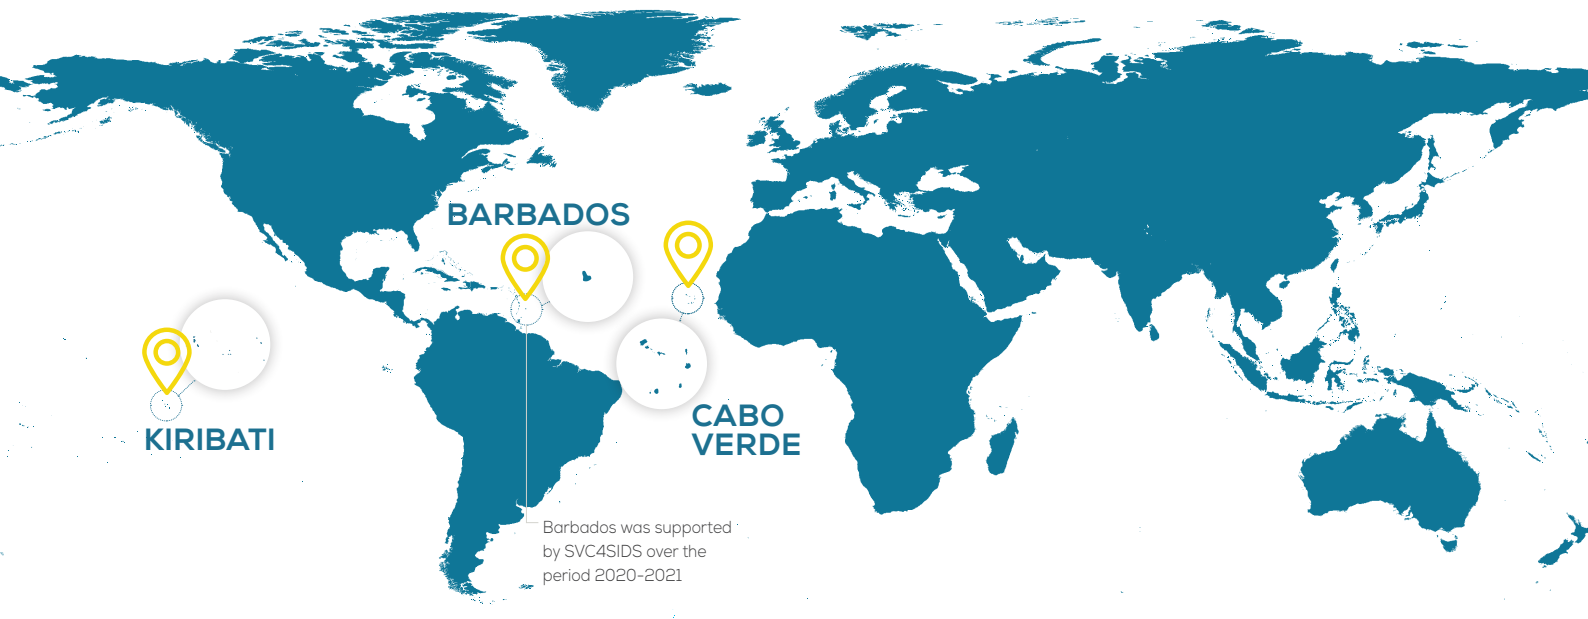 BARBADOS
KIRIBATI
CABO
VERDE
Barbados was supported
by SVC4SIDS over the
period 2020-2021